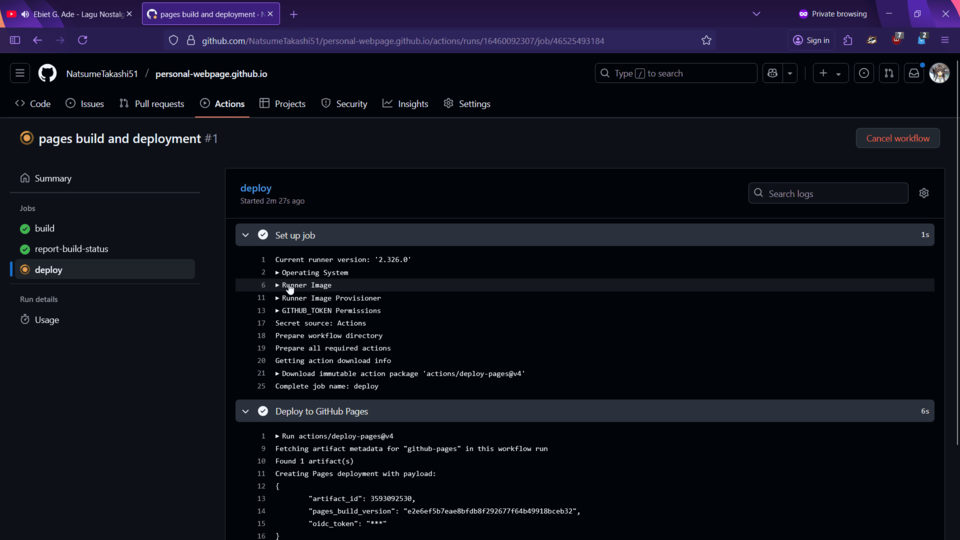 Ebiet G. Ade - Lagu Nostalg
pages build and deployment - N
Private browsing
github.com/NatsumeTakashi51/personal-webpage.github.io/actions/runs/16460092307/job/46525493184
Sign in
7
2
NatsumeTakashi51 / personal-webpage.github.io
Type / to search
Code
Issues
Pull requests
Actions
Projects
Security
Insights
Settings
pages build and deployment #1
Cancel workflow
Summary
Jobs
build
report-build-status
deploy
Run details
Usage
deploy
Started 2m 27s ago
Search logs
Set up job 1s
1 Current runner version: '2.326.0'
2 ▶ Operating System
6 ▶ Runner Image
11 ▶ Runner Image Provisioner
13 ▶ GITHUB_TOKEN Permissions
17 Secret source: Actions
18 Prepare workflow directory
19 Prepare all required actions
20 Getting action download info
21 ▶ Download immutable action package 'actions/deploy-pages@v4'
25 Complete job name: deploy
Deploy to GitHub Pages 6s
1 ▶ Run actions/deploy-pages@v4
9 Fetching artifact metadata for "github-pages" in this workflow run
10 Found 1 artifact(s)
11 Creating Pages deployment with payload:
12 {
13 "artifact_id": 3593092530,
14 "pages_build_version": "e2e6ef5b7eae8bfdb8f292677f64b49918bceb32",
15 "oidc_token": "***"
16 }